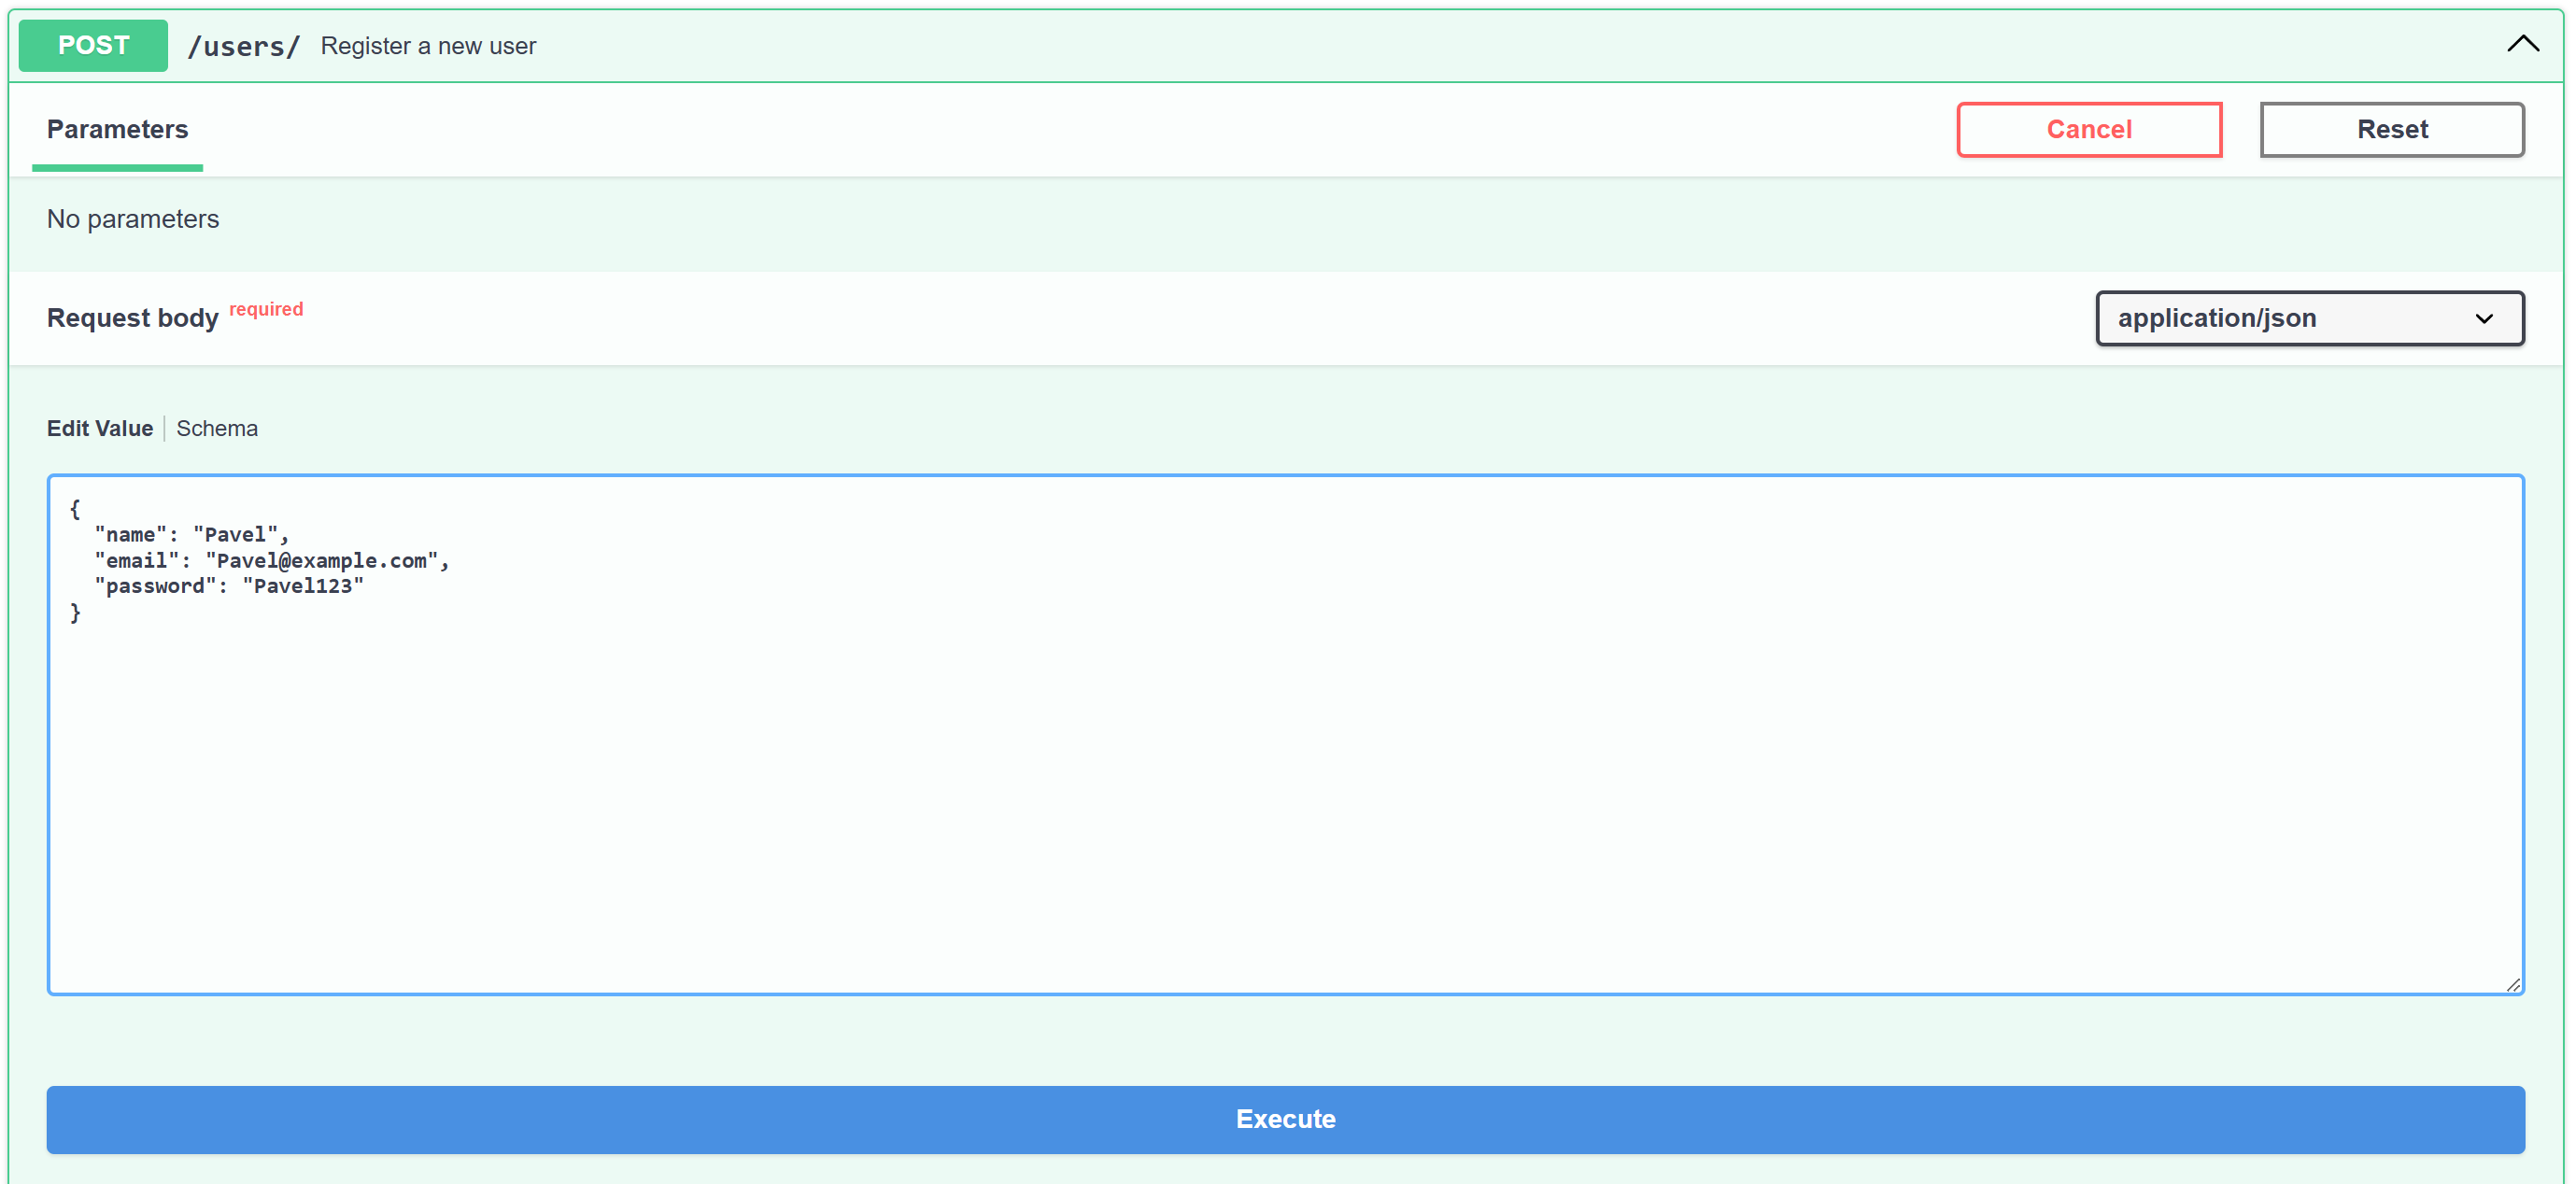 POST /users/ Register a new user
Parameters Cancel Reset
No parameters
Request body required application/json
Edit Value Schema
{
  "name": "Pavel",
  "email": "Pavel@example.com",
  "password": "Pavel123"
}
Execute